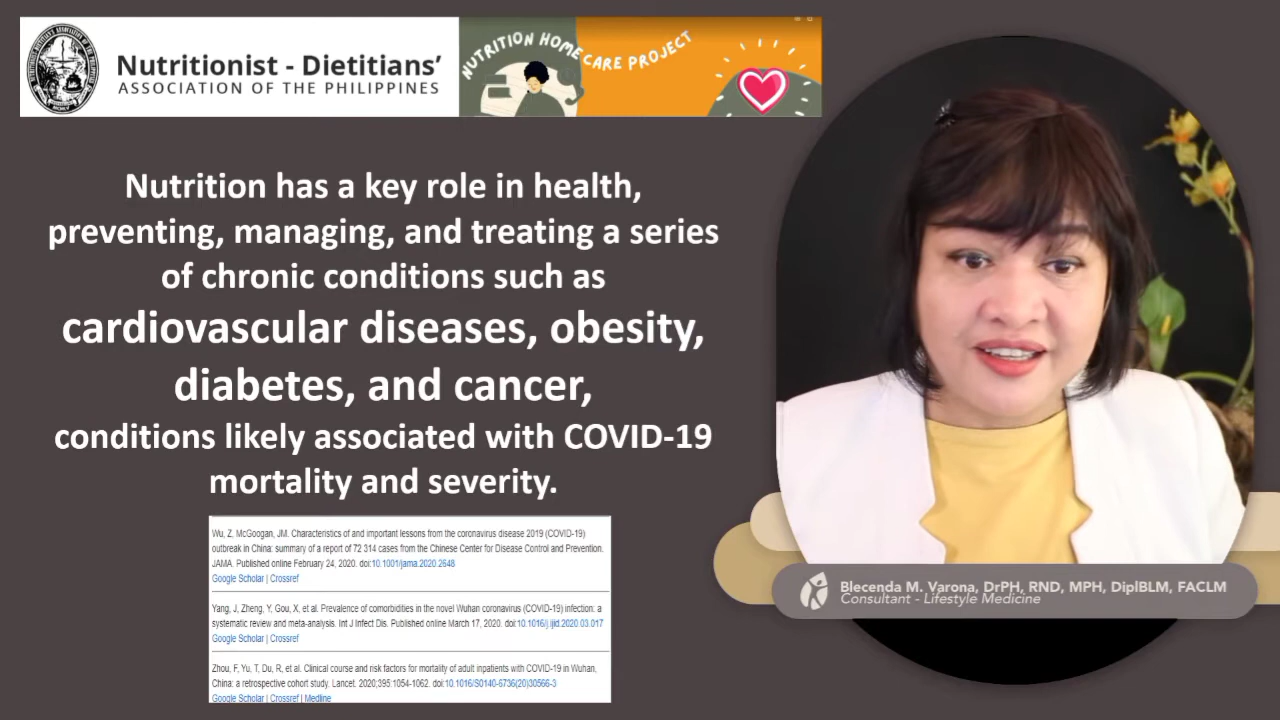 Nutritionist - Dietitians'
ASSOCIATION OF THE PHILIPPINES
NUTRITION HOME CARE PROJECT
Nutrition has a key role in health,
preventing, managing, and treating a series
of chronic conditions such as
cardiovascular diseases, obesity,
diabetes, and cancer,
conditions likely associated with COVID-19
mortality and severity.
Wu, Z, McGoogan, JM. Characteristics of and important lessons from the coronavirus disease 2019 (COVID-19)
outbreak in China: summary of a report of 72 314 cases from the Chinese Center for Disease Control and Prevention.
JAMA. Published online February 24, 2020. doi:10.1001/jama.2020.2648
Google Scholar | Crossref
Yang, J, Zheng, Y, Gou, X, et al. Prevalence of comorbidities in the novel Wuhan coronavirus (COVID-19) infection: a
systematic review and meta-analysis. Int J Infect Dis. Published online March 17, 2020. doi:10.1016/j.ijid.2020.03.017
Google Scholar | Crossref
Zhou, F, Yu, T, Du, R, et al. Clinical course and risk factors for mortality of adult inpatients with COVID-19 in Wuhan,
China: a retrospective cohort study. Lancet. 2020;395:1054-1062. doi:10.1016/S0140-6736(20)30566-3
Google Scholar | Crossref | Medline
Blecenda M. Varona, DrPH, RND, MPH, DiplBLM, FACLM
Consultant - Lifestyle Medicine